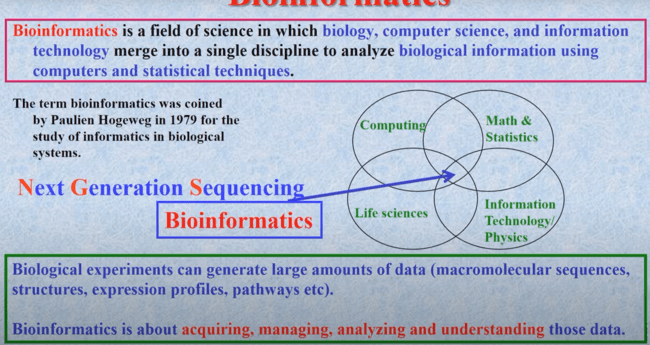 Bioinformatics
Bioinformatics is a field of science in which biology, computer science, and information
technology merge into a single discipline to analyze biological information using
computers and statistical techniques.
The term bioinformatics was coined
by Paulien Hogeweg in 1979 for the
study of informatics in biological
systems.
Next Generation Sequencing
Bioinformatics
Computing
Math &
Statistics
Life sciences
Information
Technology/
Physics
Biological experiments can generate large amounts of data (macromolecular sequences,
structures, expression profiles, pathways etc).
Bioinformatics is about acquiring, managing, analyzing and understanding those data.